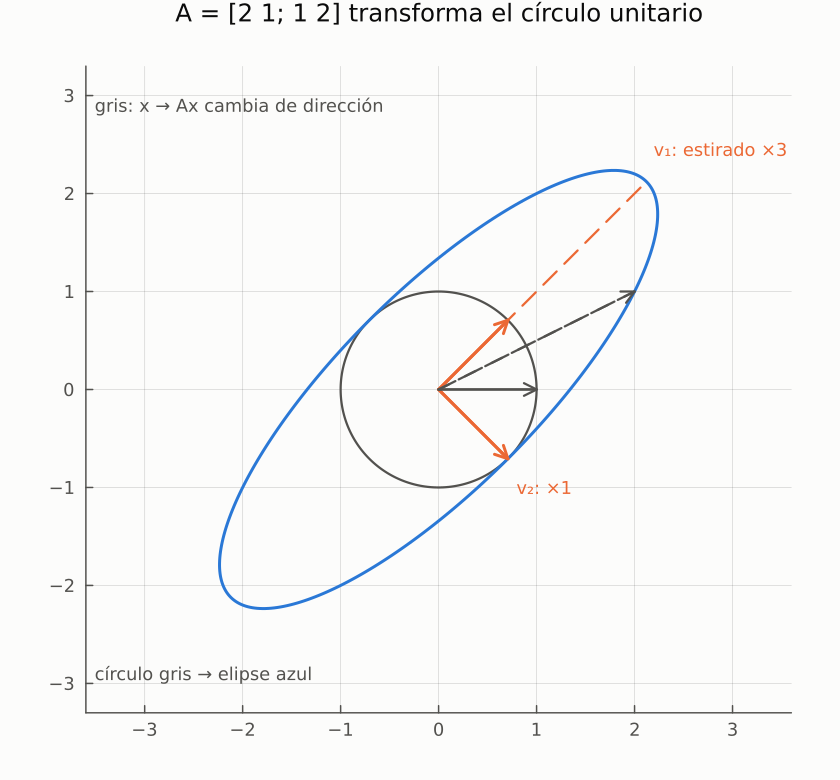 A = [2 1; 1 2] transforma el círculo unitario
3
gris: x → Ax cambia de dirección
v₁: estirado ×3
2
1
0
−1
v₂: ×1
−2
círculo gris → elipse azul
−3
−3 −2 −1 0 1 2 3